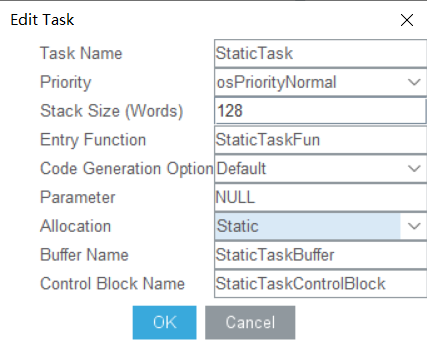 Edit Task
Task Name StaticTask
Priority osPriorityNormal
Stack Size (Words) 128
Entry Function StaticTaskFun
Code Generation Option Default
Parameter NULL
Allocation Static
Buffer Name StaticTaskBuffer
Control Block Name StaticTaskControlBlock
OK Cancel